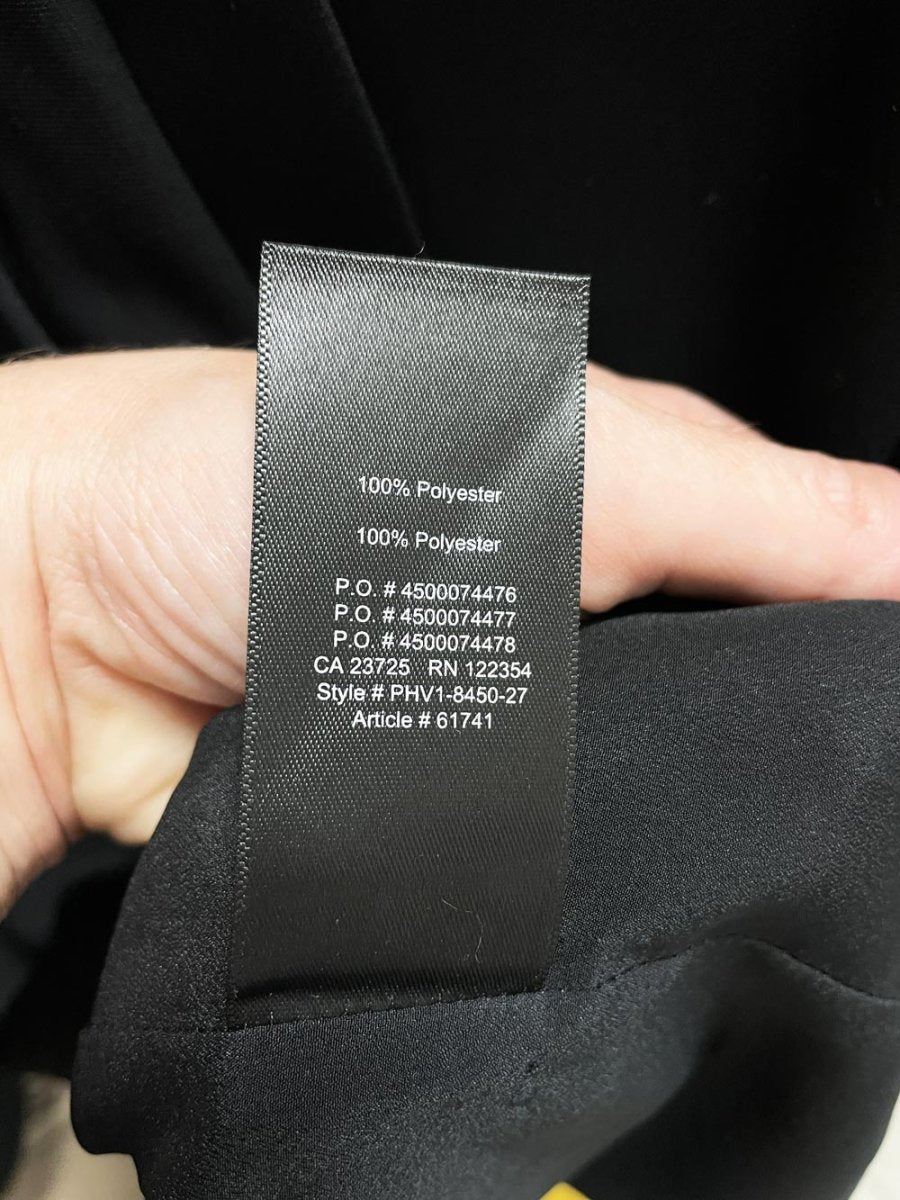 100% Polyester
100% Polyester
P.O. # 4500074476
P.O. # 4500074477
P.O. # 4500074478
CA 23725 RN 122354
Style # PHV1-8450-27
Article # 61741